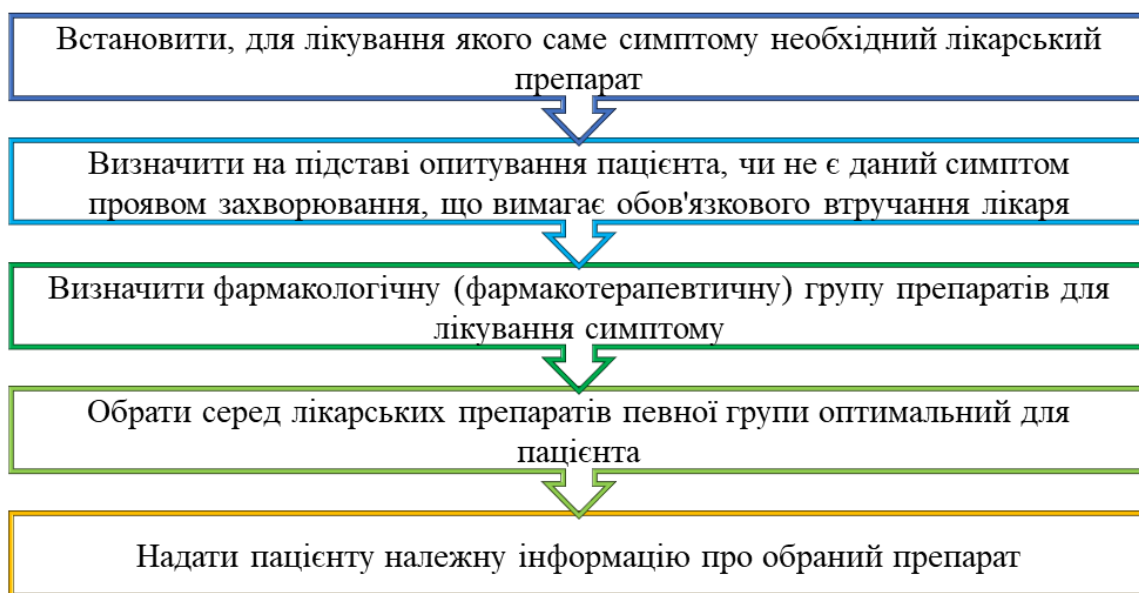 Встановити, для лікування якого саме симптому необхідний лікарський
препарат
Визначити на підставі опитування пацієнта, чи не є даний симптом
проявом захворювання, що вимагає обов'язкового втручання лікаря
Визначити фармакологічну (фармакотерапевтичну) групу препаратів для
лікування симптому
Обрати серед лікарських препаратів певної групи оптимальний для
пацієнта
Надати пацієнту належну інформацію про обраний препарат